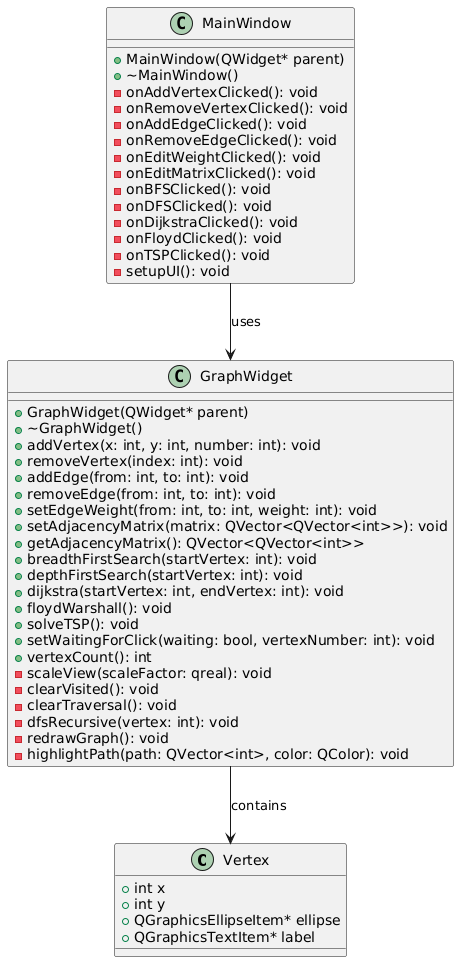 C MainWindow
MainWindow(QWidget* parent)
~MainWindow()
onAddVertexClicked(): void
onRemoveVertexClicked(): void
onAddEdgeClicked(): void
onRemoveEdgeClicked(): void
onEditWeightClicked(): void
onEditMatrixClicked(): void
onBFSClicked(): void
onDFSClicked(): void
onDijkstraClicked(): void
onFloydClicked(): void
onTSPClicked(): void
setupUI(): void
uses
C GraphWidget
GraphWidget(QWidget* parent)
~GraphWidget()
addVertex(x: int, y: int, number: int): void
removeVertex(index: int): void
addEdge(from: int, to: int): void
removeEdge(from: int, to: int): void
setEdgeWeight(from: int, to: int, weight: int): void
setAdjacencyMatrix(matrix: QVector<QVector<int>>): void
getAdjacencyMatrix(): QVector<QVector<int>>
breadthFirstSearch(startVertex: int): void
depthFirstSearch(startVertex: int): void
dijkstra(startVertex: int, endVertex: int): void
floydWarshall(): void
solveTSP(): void
setWaitingForClick(waiting: bool, vertexNumber: int): void
vertexCount(): int
scaleView(scaleFactor: qreal): void
clearVisited(): void
clearTraversal(): void
dfsRecursive(vertex: int): void
redrawGraph(): void
highlightPath(path: QVector<int>, color: QColor): void
contains
C Vertex
int x
int y
QGraphicsEllipseItem* ellipse
QGraphicsTextItem* label